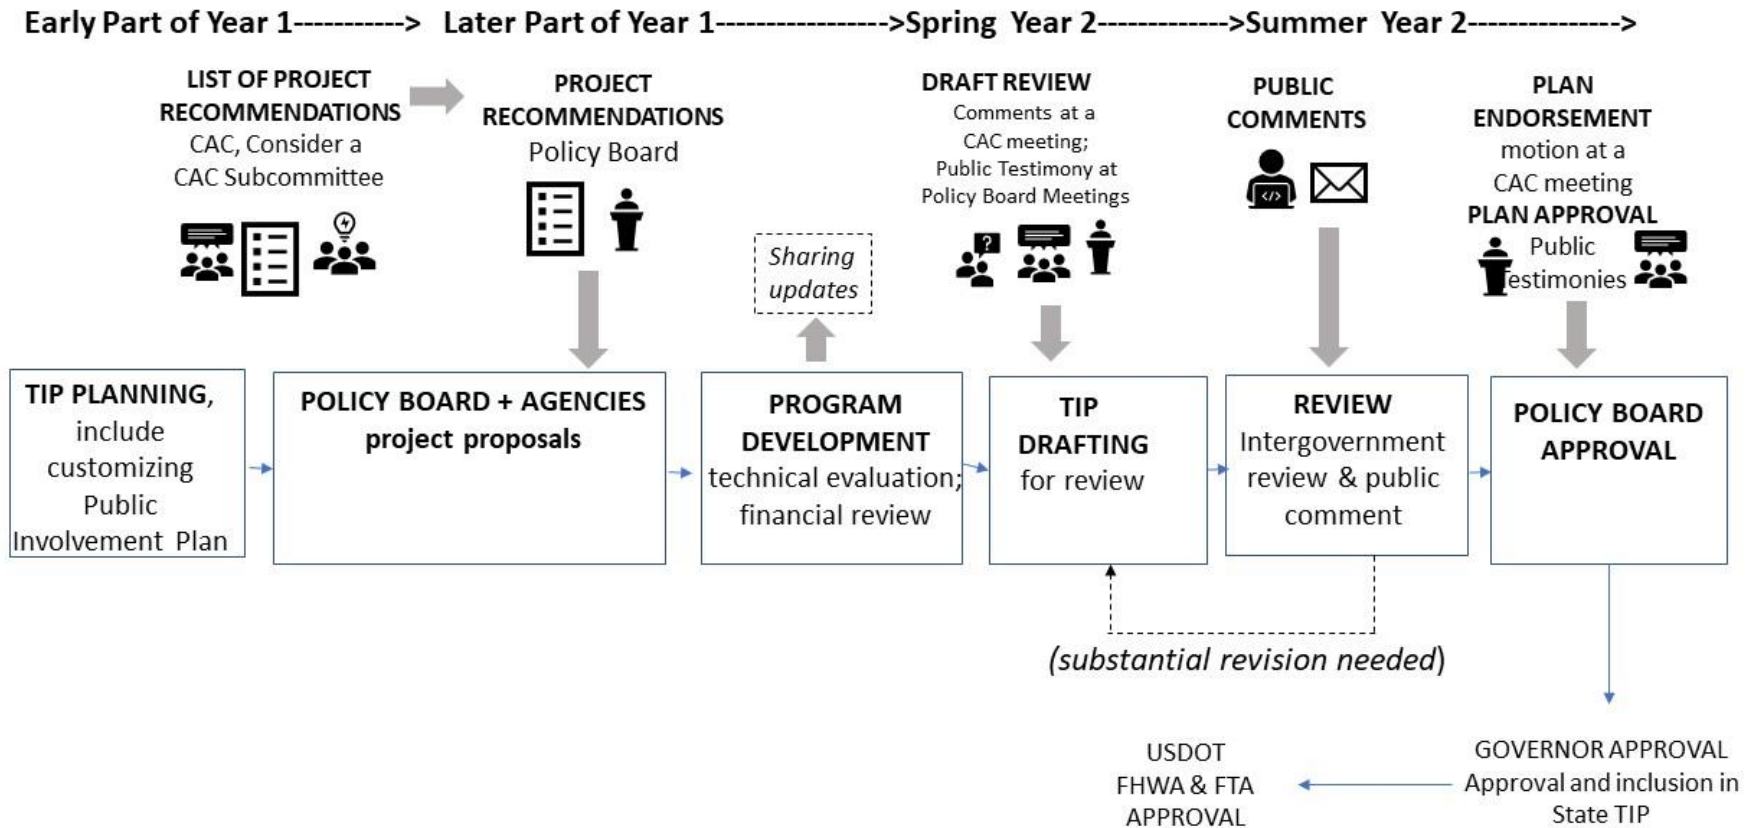 Early Part of Year 1-----------> Later Part of Year 1--------------->Spring Year 2------------>Summer Year 2-------------->
LIST OF PROJECT
RECOMMENDATIONS
CAC, Consider a
CAC Subcommittee
PROJECT
RECOMMENDATIONS
Policy Board
Sharing
updates
DRAFT REVIEW
Comments at a
CAC meeting;
Public Testimony at
Policy Board Meetings
?
PUBLIC
COMMENTS
</>
PLAN
ENDORSEMENT
motion at a
CAC meeting
PLAN APPROVAL
Public
Testimonies
TIP PLANNING,
include
customizing
Public
Involvement Plan
POLICY BOARD + AGENCIES
project proposals
PROGRAM
DEVELOPMENT
technical evaluation;
financial review
TIP
DRAFTING
for review
REVIEW
Intergovernment
review & public
comment
POLICY BOARD
APPROVAL
(substantial revision needed)
USDOT
FHWA & FTA
APPROVAL
GOVERNOR APPROVAL
Approval and inclusion in
State TIP